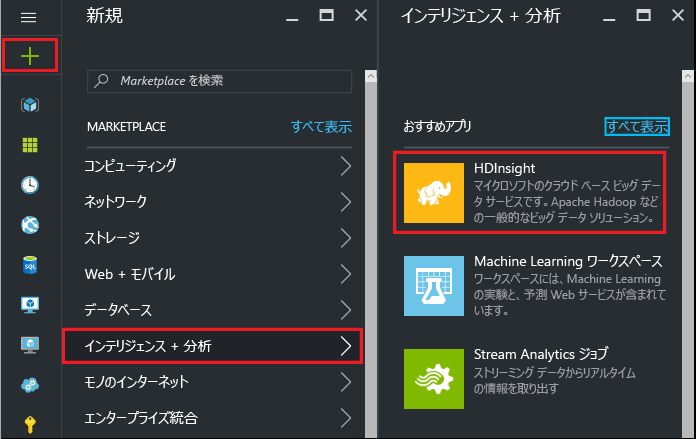 新規
Marketplace を検索
MARKETPLACE
すべて表示
コンピューティング
ネットワーク
ストレージ
Web + モバイル
データベース
インテリジェンス + 分析
モノのインターネット
エンタープライズ統合
SQL
インテリジェンス + 分析
おすすめアプリ
すべて表示
HDInsight
マイクロソフトのクラウド ベース ビッグ デー
タ サービスです。Apache Hadoop など
の一般的なビッグ データ ソリューション。
Machine Learning ワークスペース
ワークスペースには、Machine Learning
の実験と、予測 Web サービスが含まれて
います。
Stream Analytics ジョブ
ストリーミング データからリアルタイム
の情報を取り出す